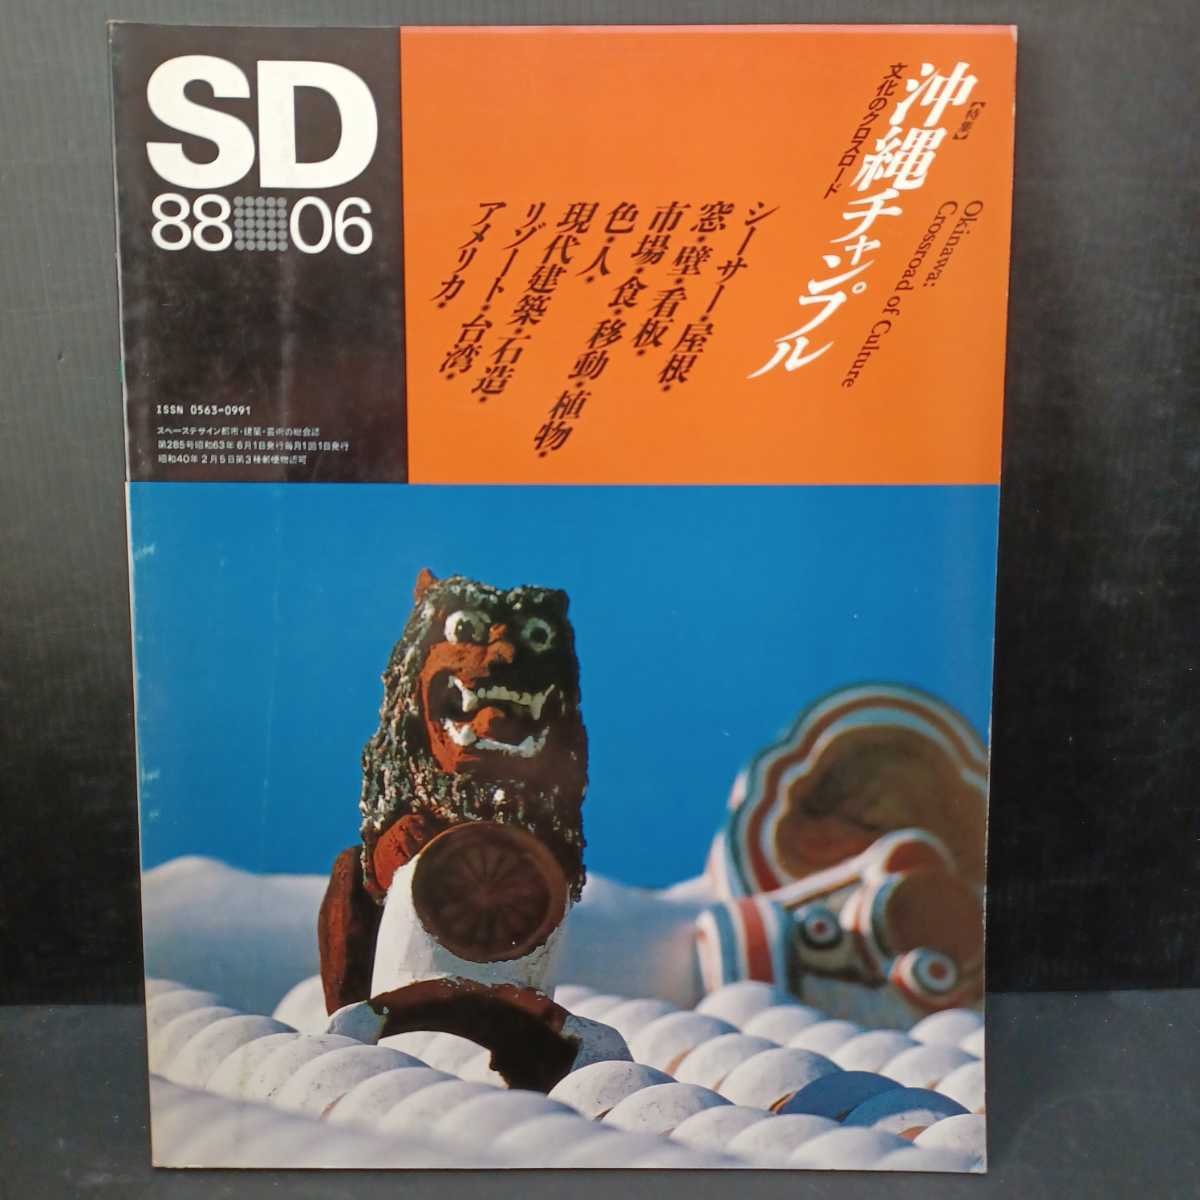 SD
88 06
ISSN 0563-0991
スペースデザイン 都市・建築・芸術の総合誌
第285号 昭和63年6月1日発行 毎月1回1日発行
昭和40年2月5日第3種郵便物認可
【特集】
沖縄チャンプル
文化のクロスロード
Okinawa:
Crossroad of Culture
シーサー・屋根・
窓・壁・看板・
市場・食・移動・植物・
色・人・
現代建築・石造・
リゾート・台湾・
アメリカ・